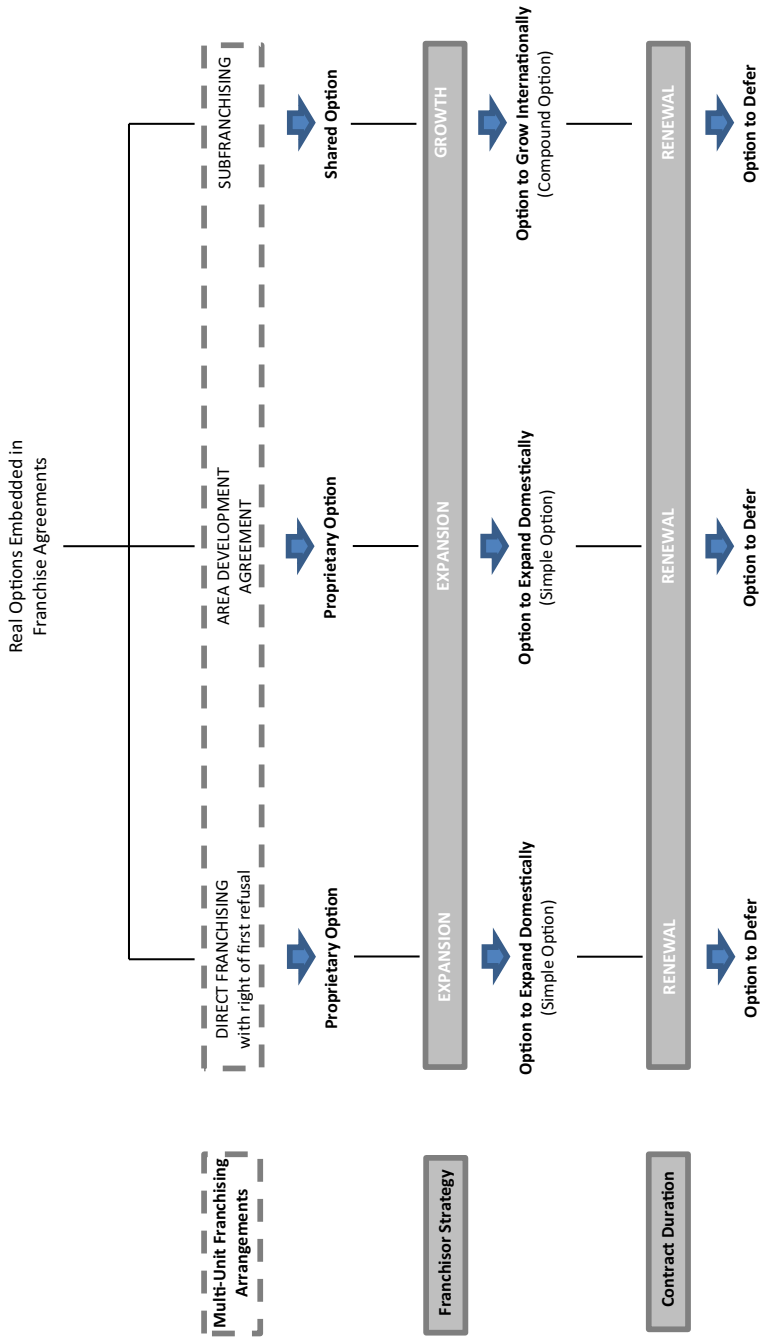 Real Options Embedded in
Franchise Agreements
Multi-Unit Franchising
Arrangements
DIRECT FRANCHISING
with right of first refusal
AREA DEVELOPMENT
AGREEMENT
SUBFRANCHISING
Proprietary Option
Proprietary Option
Shared Option
Franchisor Strategy
EXPANSION
EXPANSION
GROWTH
Option to Expand Domestically
(Simple Option)
Option to Expand Domestically
(Simple Option)
Option to Grow Internationally
(Compound Option)
Contract Duration
RENEWAL
RENEWAL
RENEWAL
Option to Defer
Option to Defer
Option to Defer